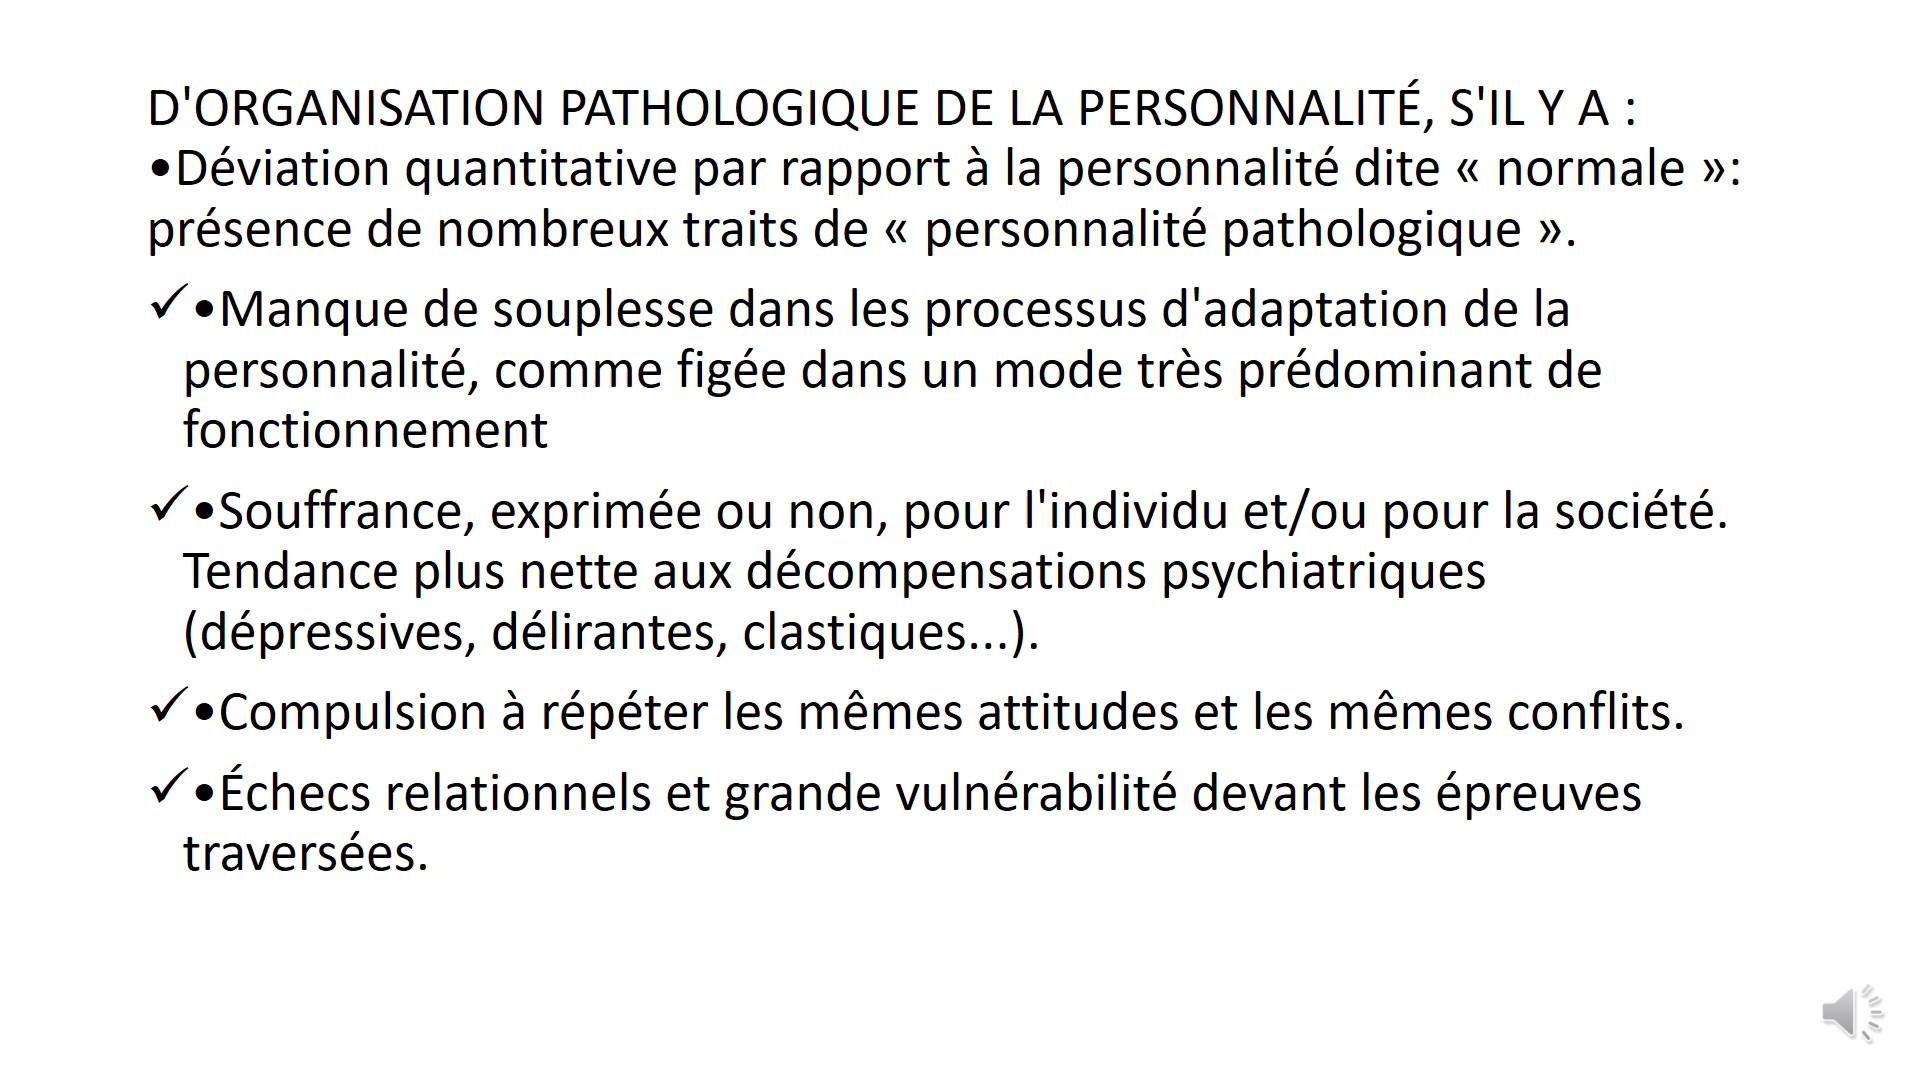 D'ORGANISATION PATHOLOGIQUE DE LA PERSONNALITÉ, S'IL Y A :
•Déviation quantitative par rapport à la personnalité dite « normale »:
présence de nombreux traits de « personnalité pathologique ».
✓•Manque de souplesse dans les processus d'adaptation de la
personnalité, comme figée dans un mode très prédominant de
fonctionnement
✓•Souffrance, exprimée ou non, pour l'individu et/ou pour la société.
Tendance plus nette aux décompensations psychiatriques
(dépressives, délirantes, clastiques...).
✓•Compulsion à répéter les mêmes attitudes et les mêmes conflits.
✓•Échecs relationnels et grande vulnérabilité devant les épreuves
traversées.